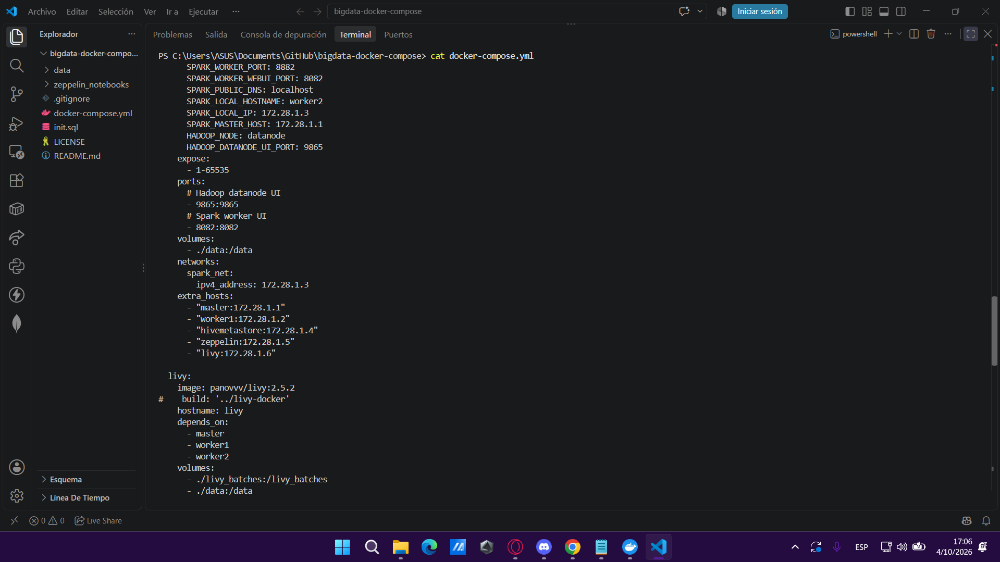 Archivo Editar Selección Ver Ir a Ejecutar ···
bigdata-docker-compose
Iniciar sesión
Explorador ···
bigdata-docker-compo...
data
zeppelin_notebooks
.gitignore
docker-compose.yml
init.sql
LICENSE
README.md
Esquema
Línea De Tiempo
Problemas Salida Consola de depuración Terminal Puertos
powershell
PS C:\Users\ASUS\Documents\GitHub\bigdata-docker-compose> cat docker-compose.yml
SPARK_WORKER_PORT: 8882
SPARK_WORKER_WEBUI_PORT: 8082
SPARK_PUBLIC_DNS: localhost
SPARK_LOCAL_HOSTNAME: worker2
SPARK_LOCAL_IP: 172.28.1.3
SPARK_MASTER_HOST: 172.28.1.1
HADOOP_NODE: datanode
HADOOP_DATANODE_UI_PORT: 9865
expose:
- 1-65535
ports:
# Hadoop datanode UI
- 9865:9865
# Spark worker UI
- 8082:8082
volumes:
- ./data:/data
networks:
spark_net:
ipv4_address: 172.28.1.3
extra_hosts:
- "master:172.28.1.1"
- "worker1:172.28.1.2"
- "hivemetastore:172.28.1.4"
- "zeppelin:172.28.1.5"
- "livy:172.28.1.6"
livy:
image: panovvv/livy:2.5.2
# build: '../livy-docker'
hostname: livy
depends_on:
- master
- worker1
- worker2
volumes:
- ./livy_batches:/livy_batches
- ./data:/data
0 0 Live Share
ESP
17:06
4/10/2026